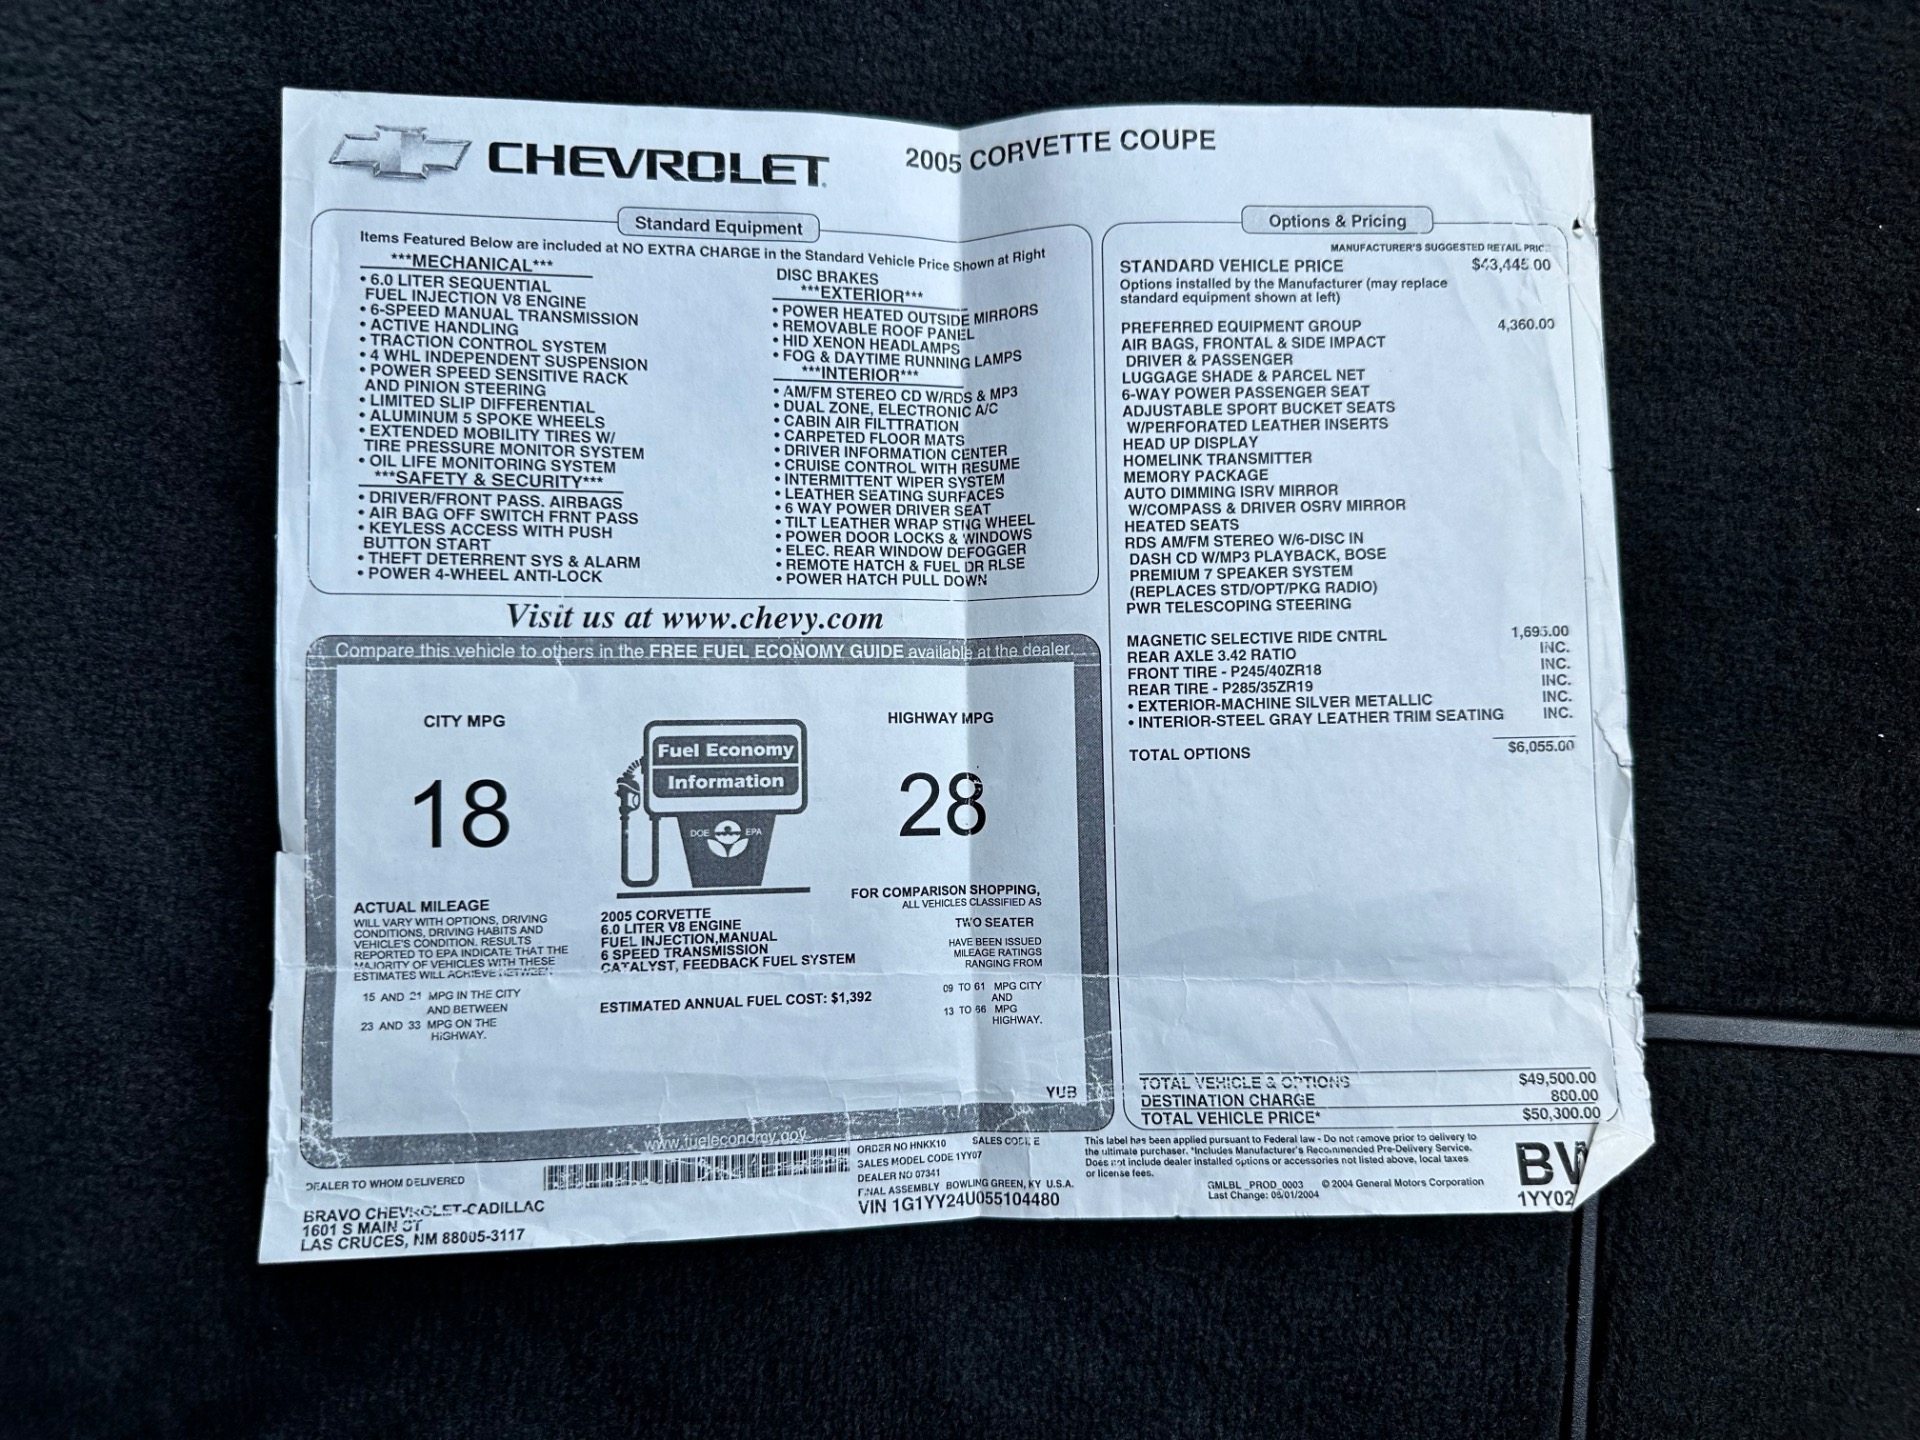 CHEVROLET
2005 CORVETTE COUPE
Standard Equipment
Items Featured Below are included at NO EXTRA CHARGE in the Standard Vehicle Price Shown at Right
***MECHANICAL***
• 6.0 LITER SEQUENTIAL
FUEL INJECTION V8 ENGINE
• 6-SPEED MANUAL TRANSMISSION
• ACTIVE HANDLING
• TRACTION CONTROL SYSTEM
• 4 WHL INDEPENDENT SUSPENSION
• POWER SPEED SENSITIVE RACK
AND PINION STEERING
• LIMITED SLIP DIFFERENTIAL
• ALUMINUM 5 SPOKE WHEELS
• EXTENDED MOBILITY TIRES W/
TIRE PRESSURE MONITOR SYSTEM
• OIL LIFE MONITORING SYSTEM
***SAFETY & SECURITY***
• DRIVER/FRONT PASS. AIRBAGS
• AIR BAG OFF SWITCH FRNT PASS
• KEYLESS ACCESS WITH PUSH
BUTTON START
• THEFT DETERRENT SYS & ALARM
• POWER 4-WHEEL ANTI-LOCK
DISC BRAKES
***EXTERIOR***
• POWER HEATED OUTSIDE MIRRORS
• REMOVABLE ROOF PANEL
• HID XENON HEADLAMPS
• FOG & DAYTIME RUNNING LAMPS
***INTERIOR***
• AM/FM STEREO CD W/RDS & MP3
• DUAL ZONE, ELECTRONIC A/C
• CABIN AIR FILTTRATION
• CARPETED FLOOR MATS
• DRIVER INFORMATION CENTER
• CRUISE CONTROL WITH RESUME
• INTERMITTENT WIPER SYSTEM
• LEATHER SEATING SURFACES
• 6 WAY POWER DRIVER SEAT
• TILT LEATHER WRAP STNG WHEEL
• POWER DOOR LOCKS & WINDOWS
• ELEC. REAR WINDOW DEFOGGER
• REMOTE HATCH & FUEL DR RLSE
• POWER HATCH PULL DOWN
Visit us at www.chevy.com
Compare this vehicle to others in the FREE FUEL ECONOMY GUIDE available at the dealer.
CITY MPG
18
Fuel Economy
Information
DOE EPA
HIGHWAY MPG
28
ACTUAL MILEAGE
WILL VARY WITH OPTIONS, DRIVING
CONDITIONS, DRIVING HABITS AND
VEHICLE'S CONDITION. RESULTS
REPORTED TO EPA INDICATE THAT THE
MAJORITY OF VEHICLES WITH THESE
ESTIMATES WILL ACHIEVE BETWEEN
15 AND 21 MPG IN THE CITY
AND BETWEEN
23 AND 33 MPG ON THE
HIGHWAY.
2005 CORVETTE
6.0 LITER V8 ENGINE
FUEL INJECTION,MANUAL
6 SPEED TRANSMISSION
CATALYST, FEEDBACK FUEL SYSTEM
ESTIMATED ANNUAL FUEL COST: $1,392
FOR COMPARISON SHOPPING,
ALL VEHICLES CLASSIFIED AS
TWO SEATER
HAVE BEEN ISSUED
MILEAGE RATINGS
RANGING FROM
09 TO 61 MPG CITY
AND
13 TO 66 MPG
HIGHWAY.
YUB
www.fueleconomy.gov
Options & Pricing
MANUFACTURER'S SUGGESTED RETAIL PRIC
STANDARD VEHICLE PRICE $43,445.00
Options installed by the Manufacturer (may replace
standard equipment shown at left)
PREFERRED EQUIPMENT GROUP 4,360.00
AIR BAGS, FRONTAL & SIDE IMPACT
DRIVER & PASSENGER
LUGGAGE SHADE & PARCEL NET
6-WAY POWER PASSENGER SEAT
ADJUSTABLE SPORT BUCKET SEATS
W/PERFORATED LEATHER INSERTS
HEAD UP DISPLAY
HOMELINK TRANSMITTER
MEMORY PACKAGE
AUTO DIMMING ISRV MIRROR
W/COMPASS & DRIVER OSRV MIRROR
HEATED SEATS
RDS AM/FM STEREO W/6-DISC IN
DASH CD W/MP3 PLAYBACK, BOSE
PREMIUM 7 SPEAKER SYSTEM
(REPLACES STD/OPT/PKG RADIO)
PWR TELESCOPING STEERING
MAGNETIC SELECTIVE RIDE CNTRL 1,695.00
REAR AXLE 3.42 RATIO INC.
FRONT TIRE - P245/40ZR18 INC.
REAR TIRE - P285/35ZR19 INC.
• EXTERIOR-MACHINE SILVER METALLIC INC.
• INTERIOR-STEEL GRAY LEATHER TRIM SEATING INC.
TOTAL OPTIONS $6,055.00
TOTAL VEHICLE & OPTIONS $49,500.00
DESTINATION CHARGE 800.00
TOTAL VEHICLE PRICE* $50,300.00
DEALER TO WHOM DELIVERED
BRAVO CHEVROLET-CADILLAC
1601 S MAIN ST
LAS CRUCES, NM 88005-3117
ORDER NO HNKK10 SALES CODE E
SALES MODEL CODE 1YY07
DEALER NO 07341
FINAL ASSEMBLY BOWLING GREEN, KY U.S.A.
VIN 1G1YY24U055104480
This label has been applied pursuant to Federal law - Do not remove prior to delivery to
the ultimate purchaser. *Includes Manufacturer's Recommended Pre-Delivery Service.
Does not include dealer installed options or accessories not listed above, local taxes
or license fees.
GMLBL_PROD_0003 © 2004 General Motors Corporation
Last Change: 05/01/2004
BW
1YY02